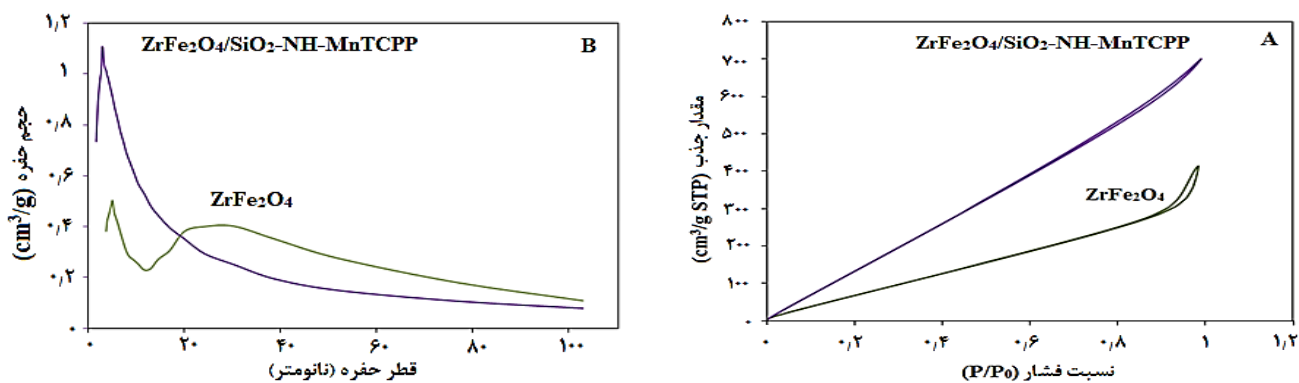 B
ZrFe₂O₄/SiO₂-NH-MnTCPP
ZrFe₂O₄
حجم حفره (cm³/g)
۱٫۲
۱
۰٫۸
۰٫۶
۰٫۴
۰٫۲
۰
۰ ۲۰ ۴۰ ۶۰ ۸۰ ۱۰۰
قطر حفره (نانومتر)
A
ZrFe₂O₄/SiO₂-NH-MnTCPP
ZrFe₂O₄
مقدار جذب (cm³/g STP)
۷۰۰
۶۰۰
۵۰۰
۴۰۰
۳۰۰
۲۰۰
۱۰۰
۰
۰ ۰٫۲ ۰٫۴ ۰٫۶ ۰٫۸ ۱ ۱٫۲
نسبت فشار (P/P₀)